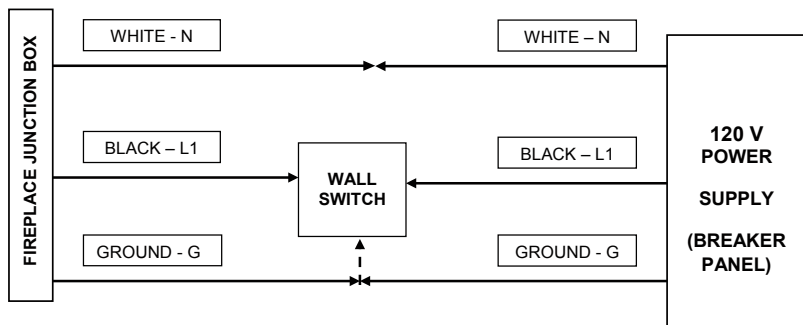 FIREPLACE JUNCTION BOX
WHITE - N
WHITE – N
BLACK – L1
BLACK – L1
WALL
SWITCH
GROUND - G
GROUND - G
120 V
POWER
SUPPLY
(BREAKER
PANEL)